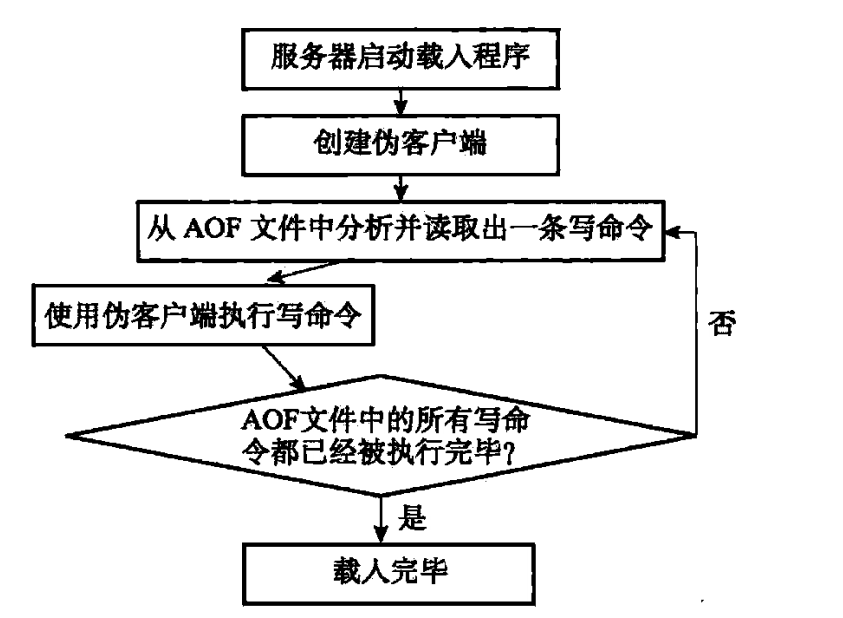 服务器启动载入程序
创建伪客户端
从 AOF 文件中分析并读取出一条写命令
使用伪客户端执行写命令
否
AOF文件中的所有写命
令都已经被执行完毕？
是
载入完毕